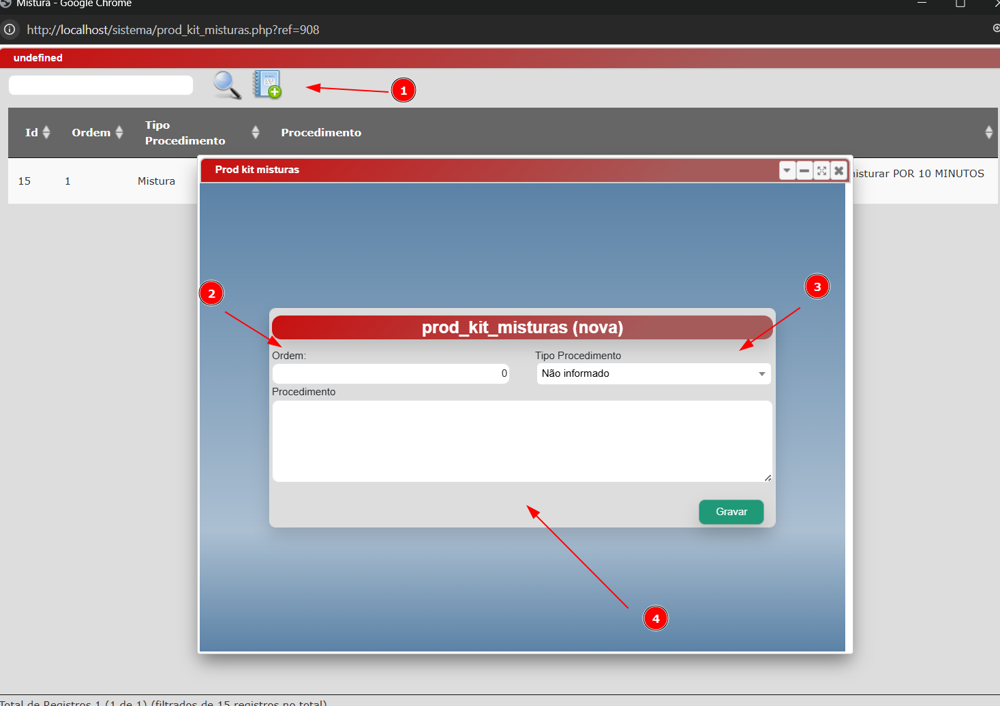 Mistura - Google Chrome
http://localhost/sistema/prod_kit_misturas.php?ref=908
undefined
1
Id Ordem Tipo Procedimento Procedimento
Prod kit misturas
15 1 Mistura misturar POR 10 MINUTOS
2
3
prod_kit_misturas (nova)
Ordem: Tipo Procedimento
0 Não informado
Procedimento
Gravar
4
Total de Registros 1 (1 de 1) (filtrados de 15 registros no total)